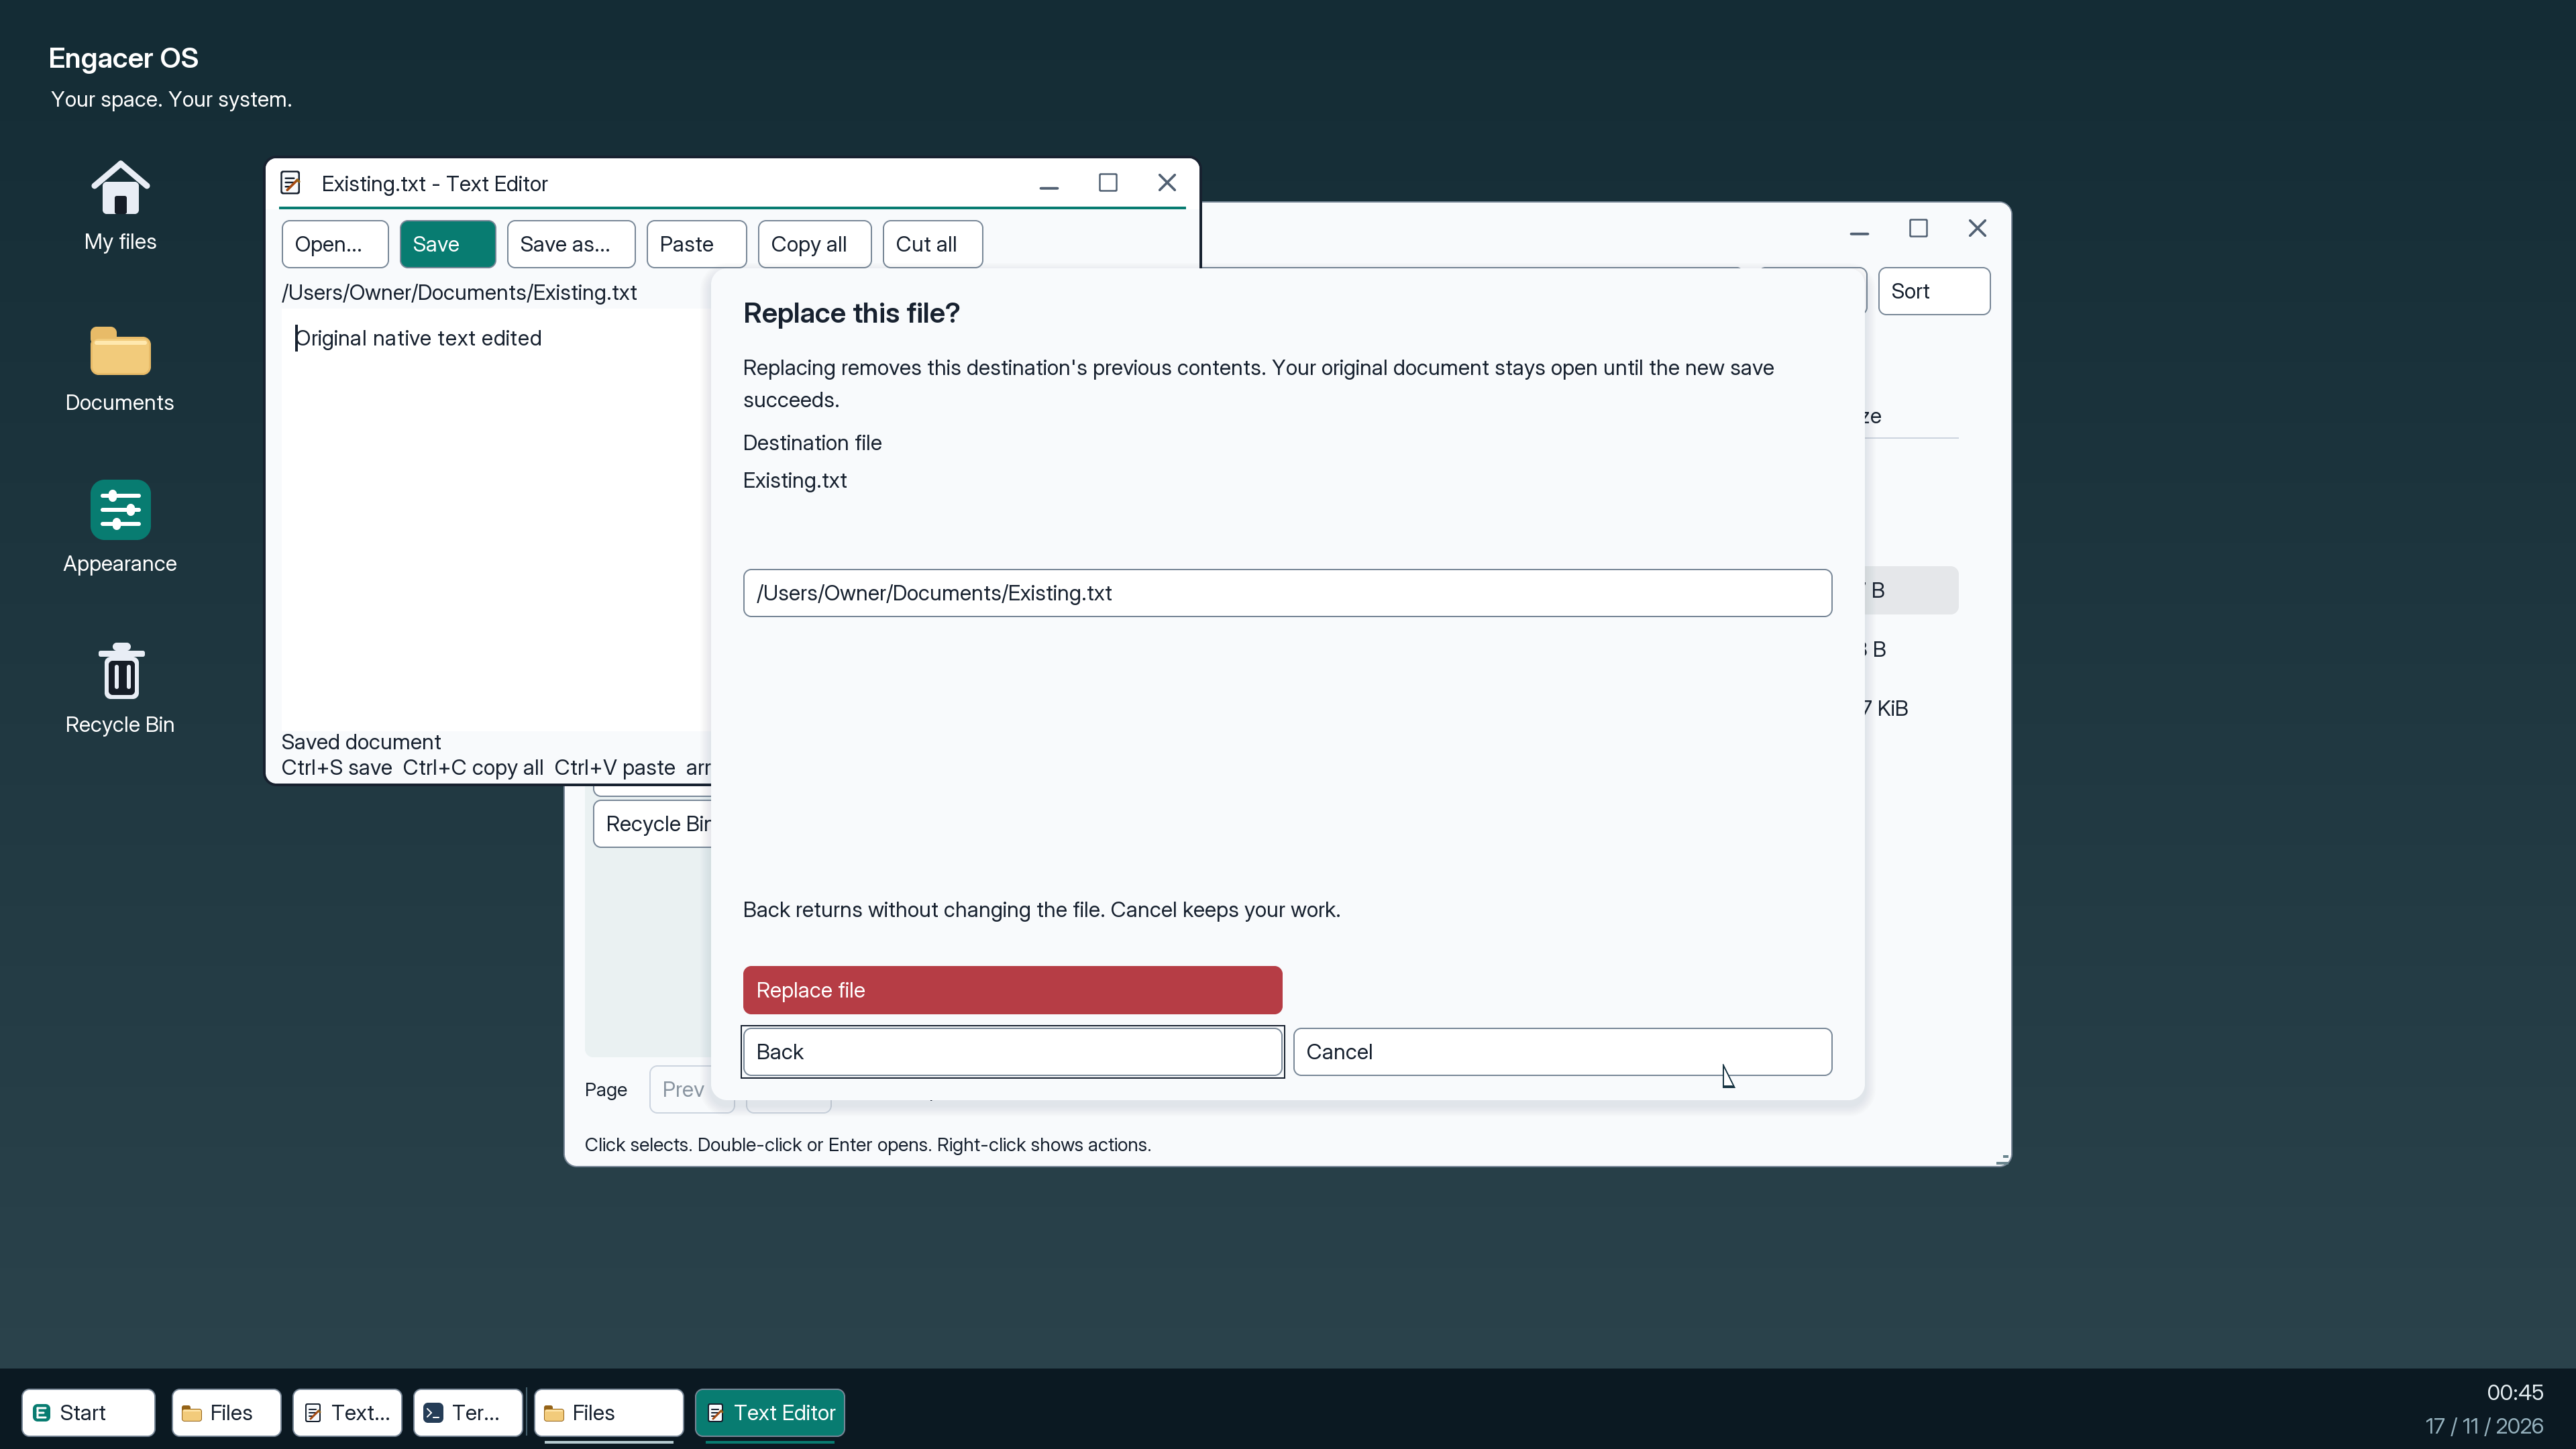 Engacer OS
Your space. Your system.
My files
Documents
Appearance
Recycle Bin
Existing.txt - Text Editor
Open...
Save
Save as...
Paste
Copy all
Cut all
/Users/Owner/Documents/Existing.txt
Original native text edited
Saved document
Ctrl+S save  Ctrl+C copy all  Ctrl+V paste
Sort
B
B
7 KiB
Replace this file?
Replacing removes this destination's previous contents. Your original document stays open until the new save
succeeds.
Destination file
Existing.txt
/Users/Owner/Documents/Existing.txt
Back returns without changing the file. Cancel keeps your work.
Replace file
Back
Cancel
Recycle Bin
Page
Prev
Click selects. Double-click or Enter opens. Right-click shows actions.
Start
Files
Text...
Ter...
Files
Text Editor
00:45
17 / 11 / 2026